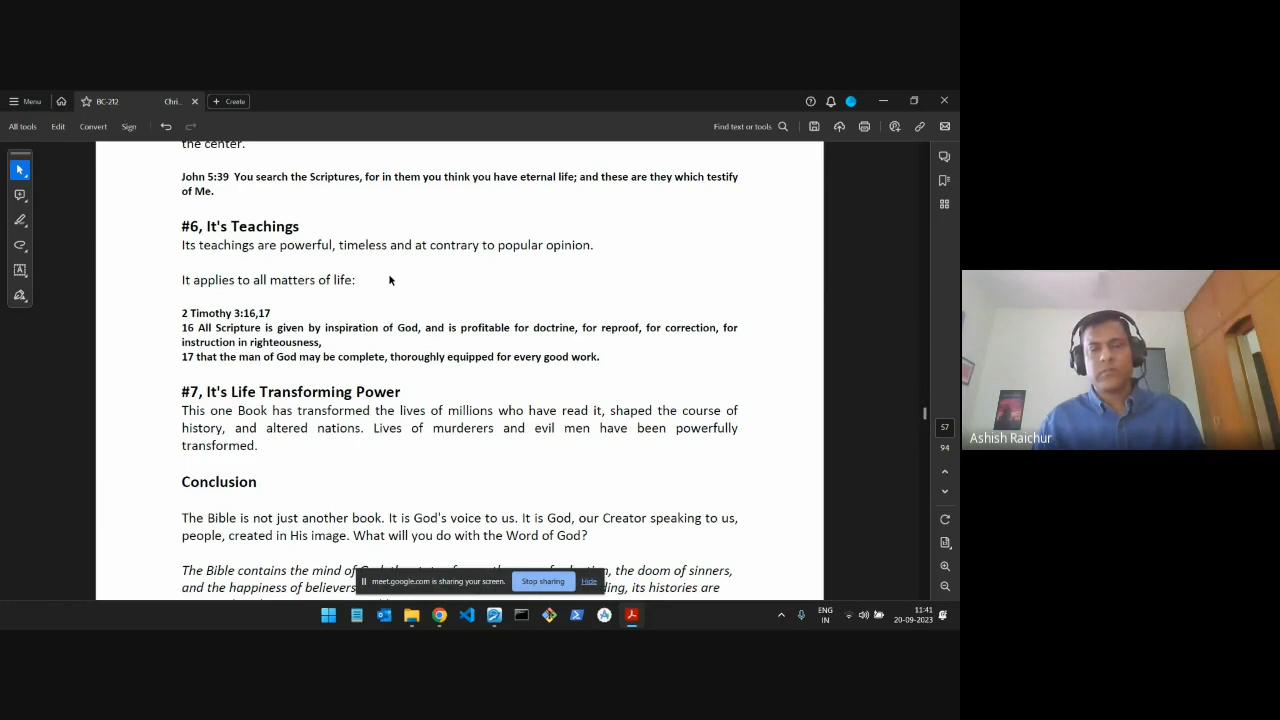 Menu
BC-212
Chri...
Create
All tools
Edit
Convert
Sign
Find text or tools
the center.
John 5:39 You search the Scriptures, for in them you think you have eternal life; and these are they which testify
of Me.
#6, It's Teachings
Its teachings are powerful, timeless and at contrary to popular opinion.
It applies to all matters of life:
2 Timothy 3:16,17
16 All Scripture is given by inspiration of God, and is profitable for doctrine, for reproof, for correction, for
instruction in righteousness,
17 that the man of God may be complete, thoroughly equipped for every good work.
#7, It's Life Transforming Power
This one Book has transformed the lives of millions who have read it, shaped the course of
history, and altered nations. Lives of murderers and evil men have been powerfully
transformed.
Conclusion
The Bible is not just another book. It is God's voice to us. It is God, our Creator speaking to us,
people, created in His image. What will you do with the Word of God?
The Bible contains the mind of the doom of sinners,
and the happiness of believers its histories are
meet.google.com is sharing your screen.
Stop sharing
Hide
57
94
ENG
IN
11:41
20-09-2023
Ashish Raichur